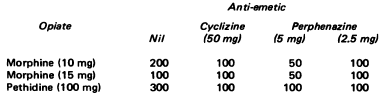 Anti-emetic
Opiate Cyclizine Perphenazine
Nil (50 mg) (5 mg) (2.5 mg)
Morphine (10 mg) 200 100 50 100
Morphine (15 mg) 100 100 50 100
Pethidine (100 mg) 300 100 100 100